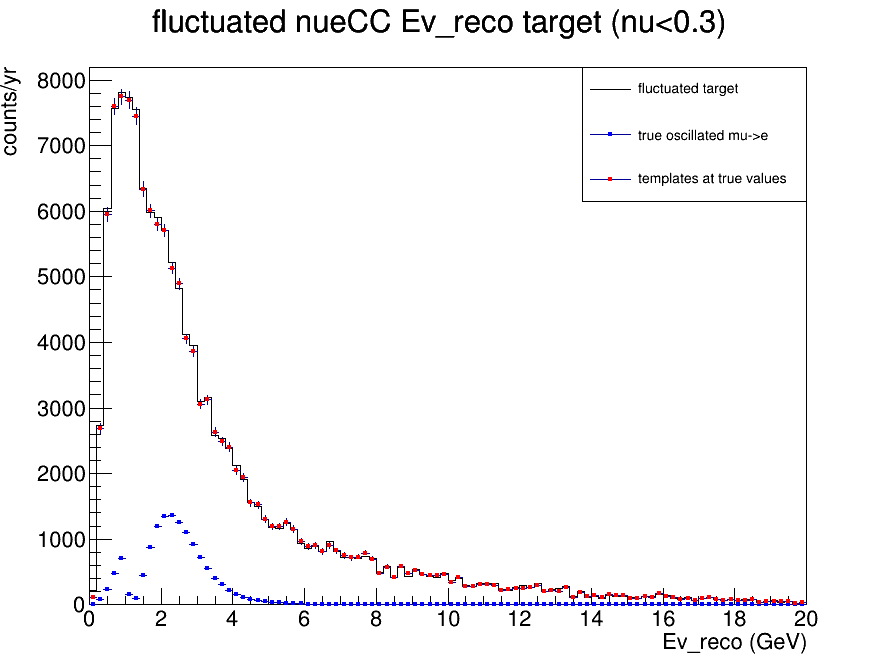 fluctuated nueCC Ev_reco target (nu<0.3)
counts/yr
8000
7000
6000
5000
4000
3000
2000
1000
0
fluctuated target
true oscillated mu->e
templates at true values
0 2 4 6 8 10 12 14 16 18 20
Ev_reco (GeV)